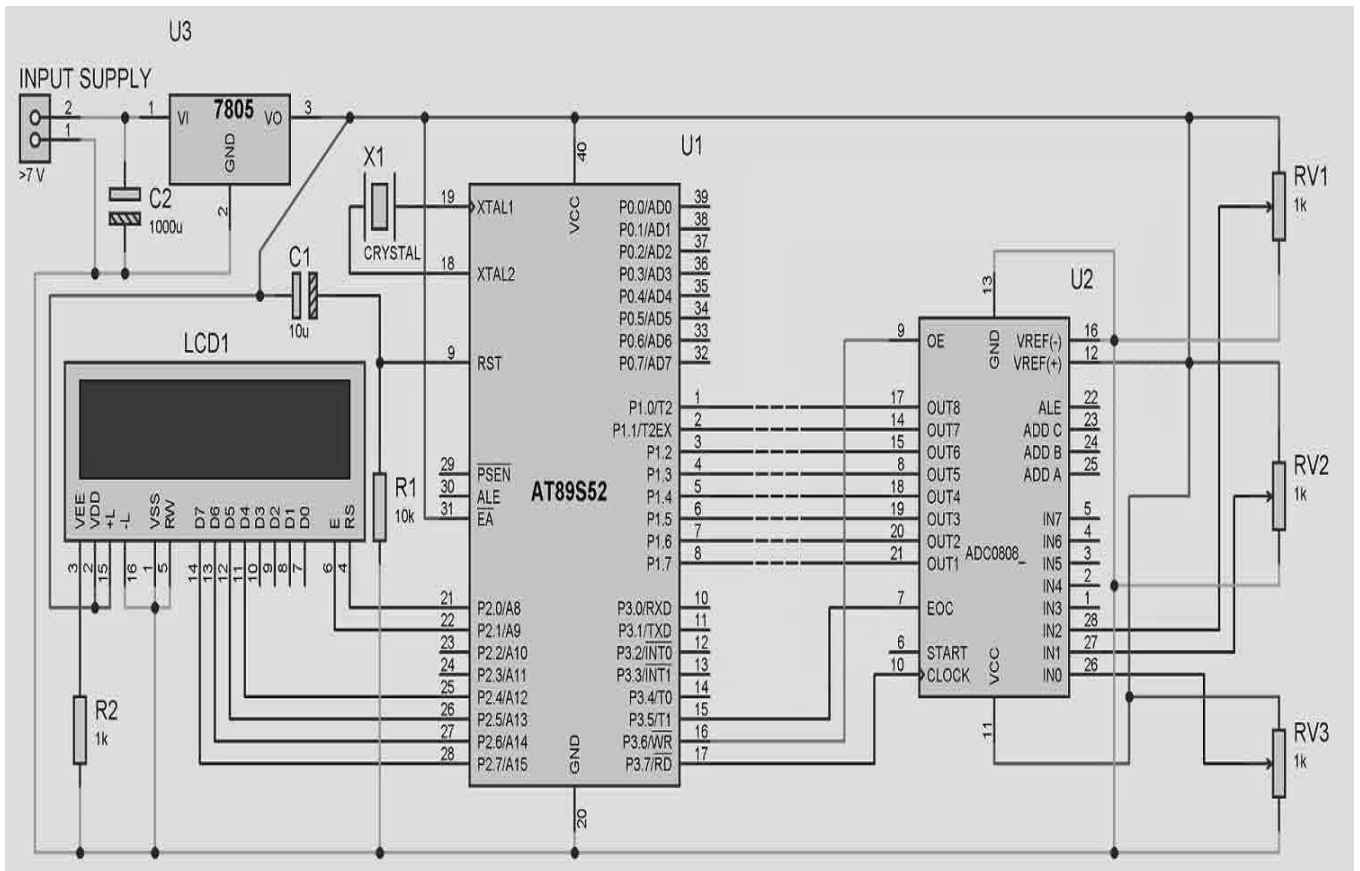 U3
INPUT SUPPLY
2
1
>7 V
1
VI
7805
VO
3
GND
2
C2
1000u
X1
CRYSTAL
C1
10u
LCD1
VEE
VDD
+L
-L
VSS
RW
D7
D6
D5
D4
D3
D2
D1
D0
E
RS
3
2
15
16
1
5
14
13
12
11
10
9
8
7
6
4
R1
10k
R2
1k
U1
AT89S52
40
VCC
19 XTAL1
18 XTAL2
9 RST
29 PSEN
30 ALE
31 EA
21 P2.0/A8
22 P2.1/A9
23 P2.2/A10
24 P2.3/A11
25 P2.4/A12
26 P2.5/A13
27 P2.6/A14
28 P2.7/A15
GND
20
P0.0/AD0 39
P0.1/AD1 38
P0.2/AD2 37
P0.3/AD3 36
P0.4/AD4 35
P0.5/AD5 34
P0.6/AD6 33
P0.7/AD7 32
P1.0/T2 1
P1.1/T2EX 2
P1.2 3
P1.3 4
P1.4 5
P1.5 6
P1.6 7
P1.7 8
P3.0/RXD 10
P3.1/TXD 11
P3.2/INT0 12
P3.3/INT1 13
P3.4/T0 14
P3.5/T1 15
P3.6/WR 16
P3.7/RD 17
U2
ADC0808_
13
GND
9 OE
17 OUT8
14 OUT7
15 OUT6
8 OUT5
18 OUT4
19 OUT3
20 OUT2
21 OUT1
7 EOC
6 START
10 CLOCK
VCC
11
VREF(-) 16
VREF(+) 12
ALE 22
ADD C 23
ADD B 24
ADD A 25
IN7 5
IN6 4
IN5 3
IN4 2
IN3 1
IN2 28
IN1 27
IN0 26
RV1
1k
RV2
1k
RV3
1k